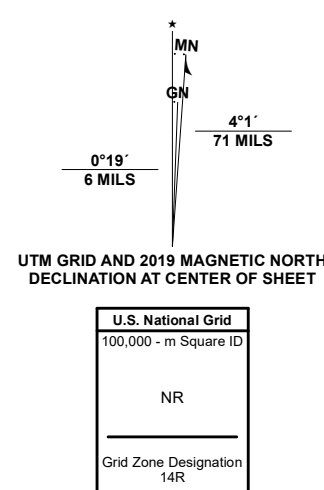 MN
GN
4°1´
71 MILS
0°19´
6 MILS
UTM GRID AND 2019 MAGNETIC NORTH
DECLINATION AT CENTER OF SHEET
U.S. National Grid
100,000 - m Square ID
NR
Grid Zone Designation
14R